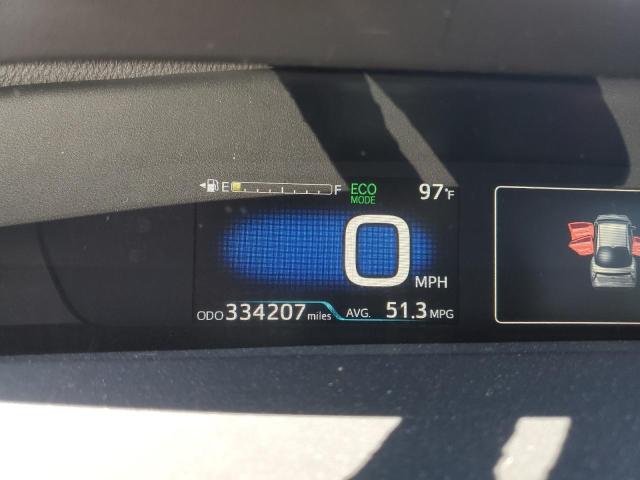 E F ECO 97°F
MODE
0 MPH
ODO 334207 miles AVG. 51.3 MPG